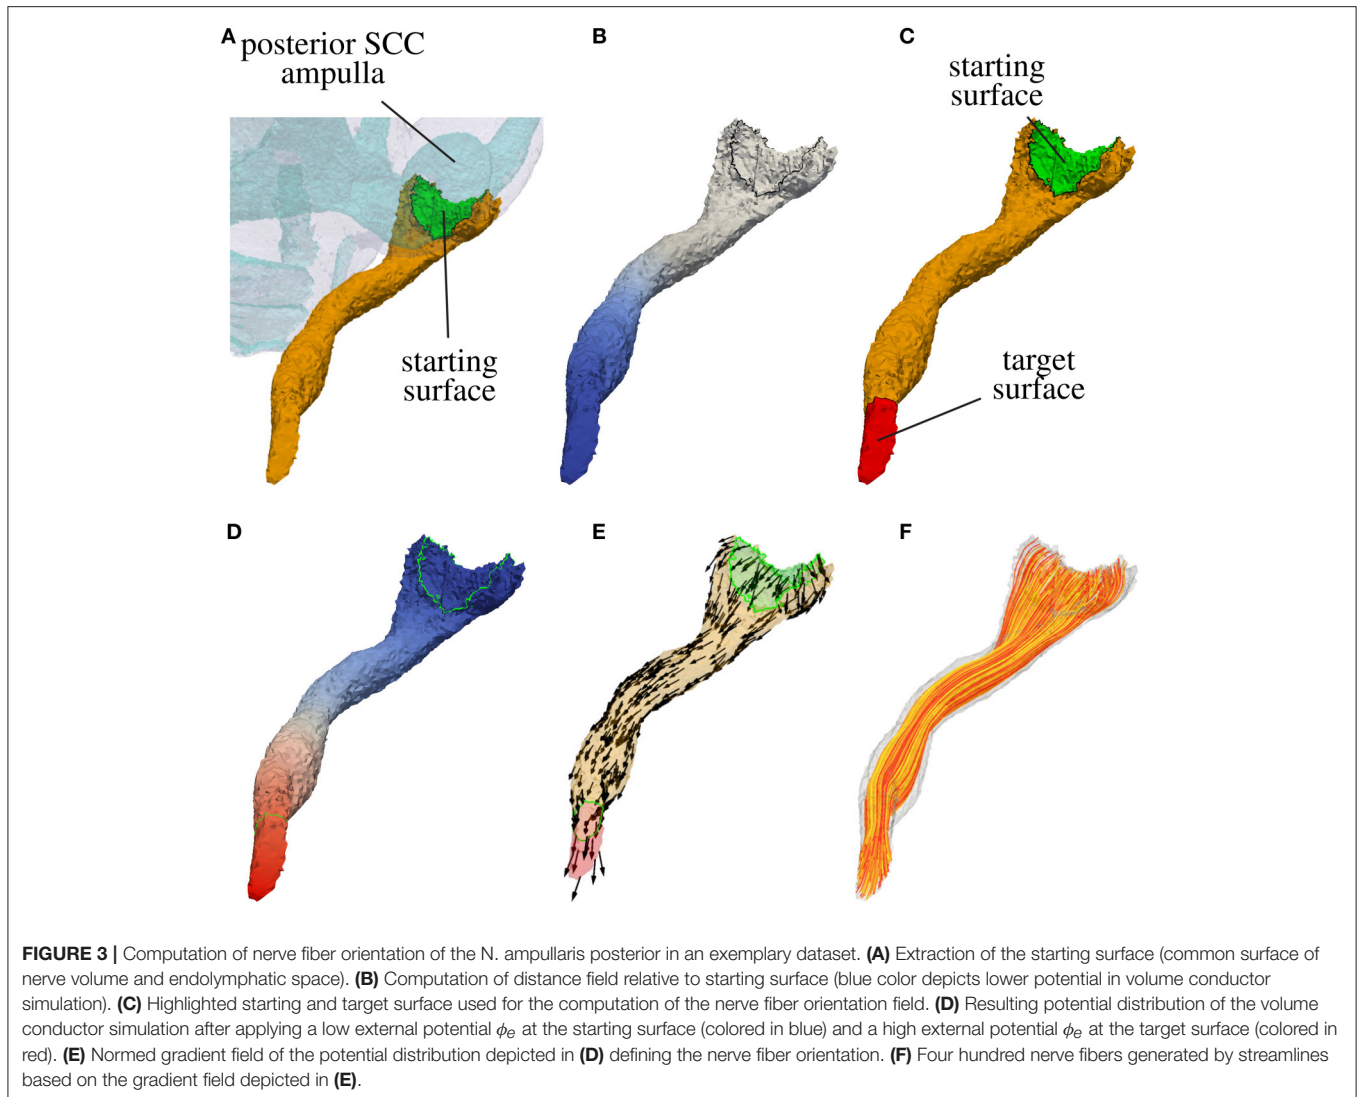 A
posterior SCC
ampulla
starting
surface
B
C
starting
surface
target
surface
D
E
F
FIGURE 3 | Computation of nerve fiber orientation of the N. ampullaris posterior in an exemplary dataset. (A) Extraction of the starting surface (common surface of
nerve volume and endolymphatic space). (B) Computation of distance field relative to starting surface (blue color depicts lower potential in volume conductor
simulation). (C) Highlighted starting and target surface used for the computation of the nerve fiber orientation field. (D) Resulting potential distribution of the volume
conductor simulation after applying a low external potential ϕe at the starting surface (colored in blue) and a high external potential ϕe at the target surface (colored in
red). (E) Normed gradient field of the potential distribution depicted in (D) defining the nerve fiber orientation. (F) Four hundred nerve fibers generated by streamlines
based on the gradient field depicted in (E).